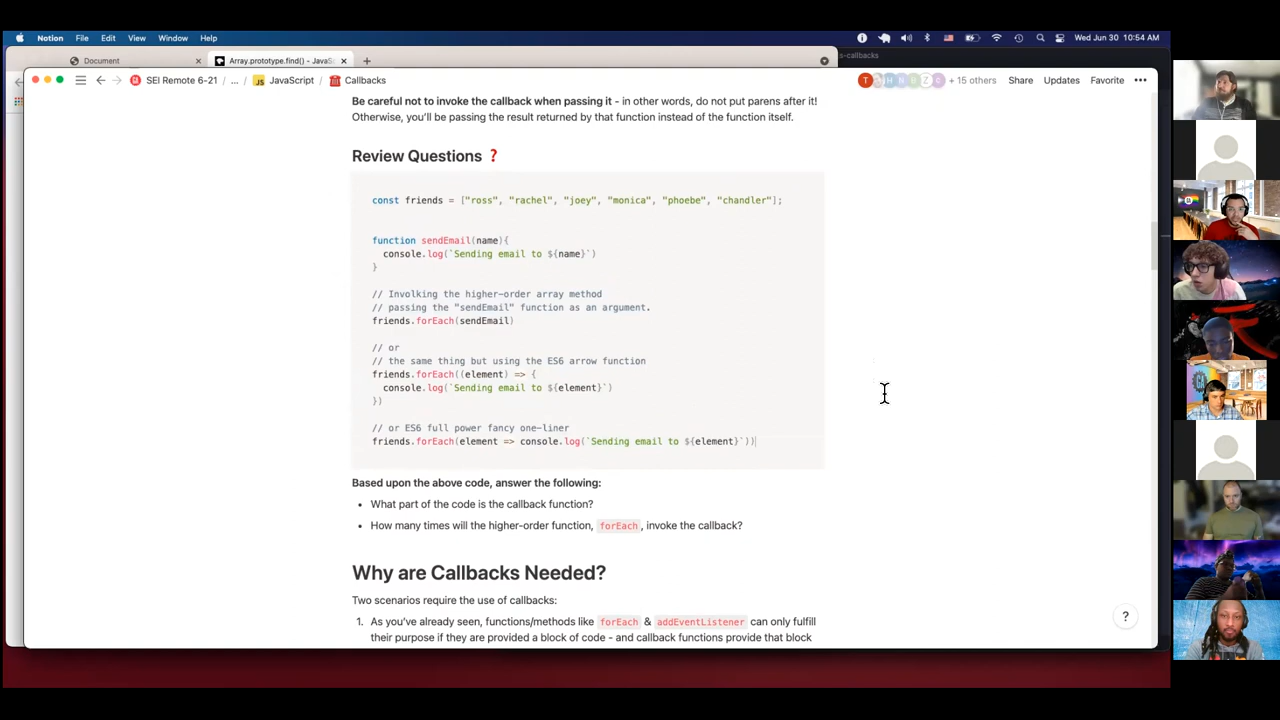 Notion File Edit View Window Help Wed Jun 30 10:54 AM
Document Array.prototype.find() - JavaSc s-callbacks
SEI Remote 6-21 / ... / JS JavaScript / Callbacks + 15 others Share Updates Favorite
Be careful not to invoke the callback when passing it - in other words, do not put parens after it!
Otherwise, you'll be passing the result returned by that function instead of the function itself.
Review Questions ❓
const friends = ["ross", "rachel", "joey", "monica", "phoebe", "chandler"];
function sendEmail(name){
console.log(`Sending email to ${name}`)
}
// Involking the higher-order array method
// passing the "sendEmail" function as an argument.
friends.forEach(sendEmail)
// or
// the same thing but using the ES6 arrow function
friends.forEach((element) => {
console.log(`Sending email to ${element}`)
})
// or ES6 full power fancy one-liner
friends.forEach(element => console.log(`Sending email to ${element}`))
Based upon the above code, answer the following:
• What part of the code is the callback function?
• How many times will the higher-order function, forEach, invoke the callback?
Why are Callbacks Needed?
Two scenarios require the use of callbacks:
1. As you've already seen, functions/methods like forEach & addEventListener can only fulfill
their purpose if they are provided a block of code - and callback functions provide that block
?